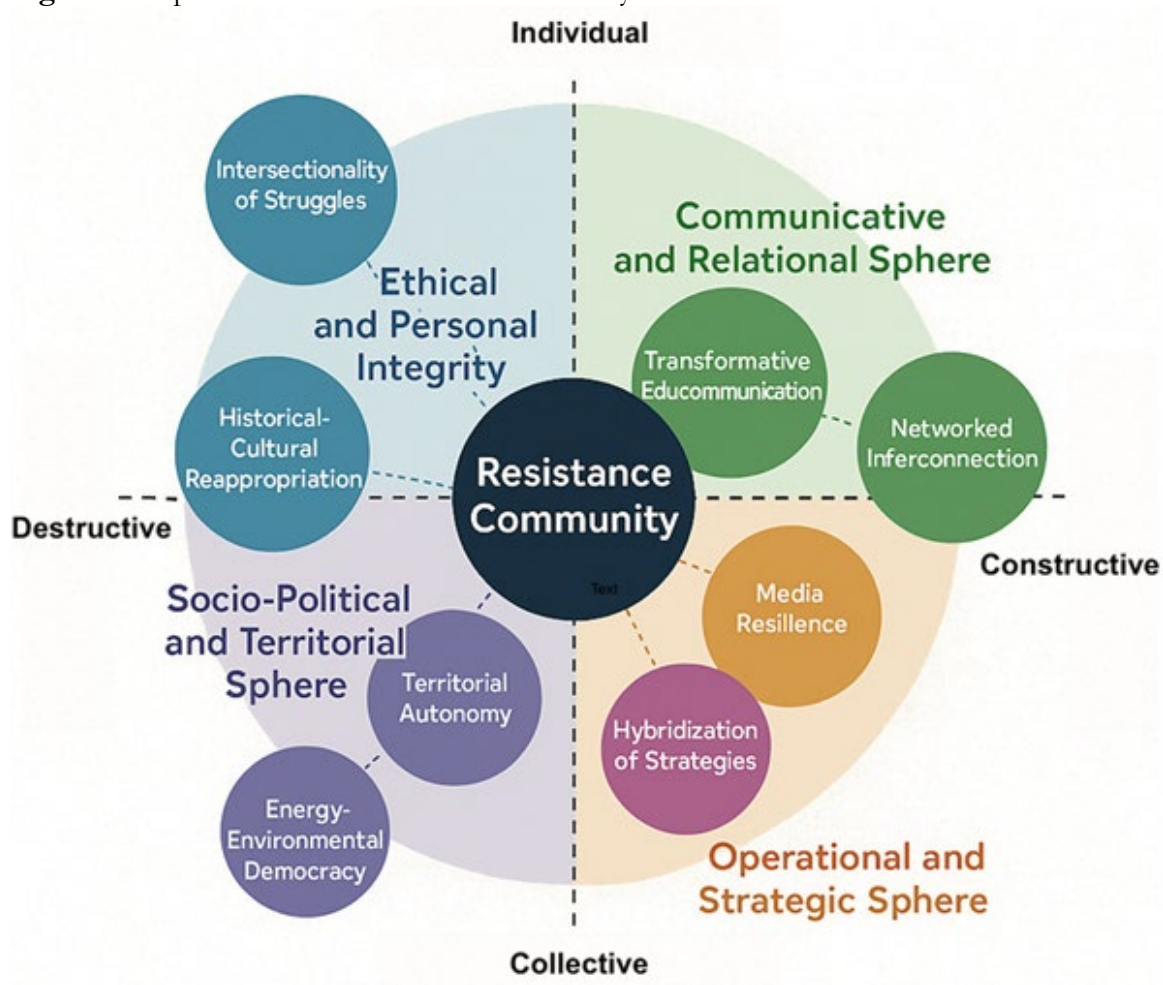 Individual
Intersectionality
of Struggles
Communicative
and Relational Sphere
Ethical
and Personal
Integrity
Transformative
Educommunication
Networked
Inferconnection
Historical-
Cultural
Reappropriation
Resistance
Community
Text
Destructive
Constructive
Media
Resillence
Socio-Political
and Territorial
Sphere
Territorial
Autonomy
Hybridization
of Strategies
Energy-
Environmental
Democracy
Operational and
Strategic Sphere
Collective